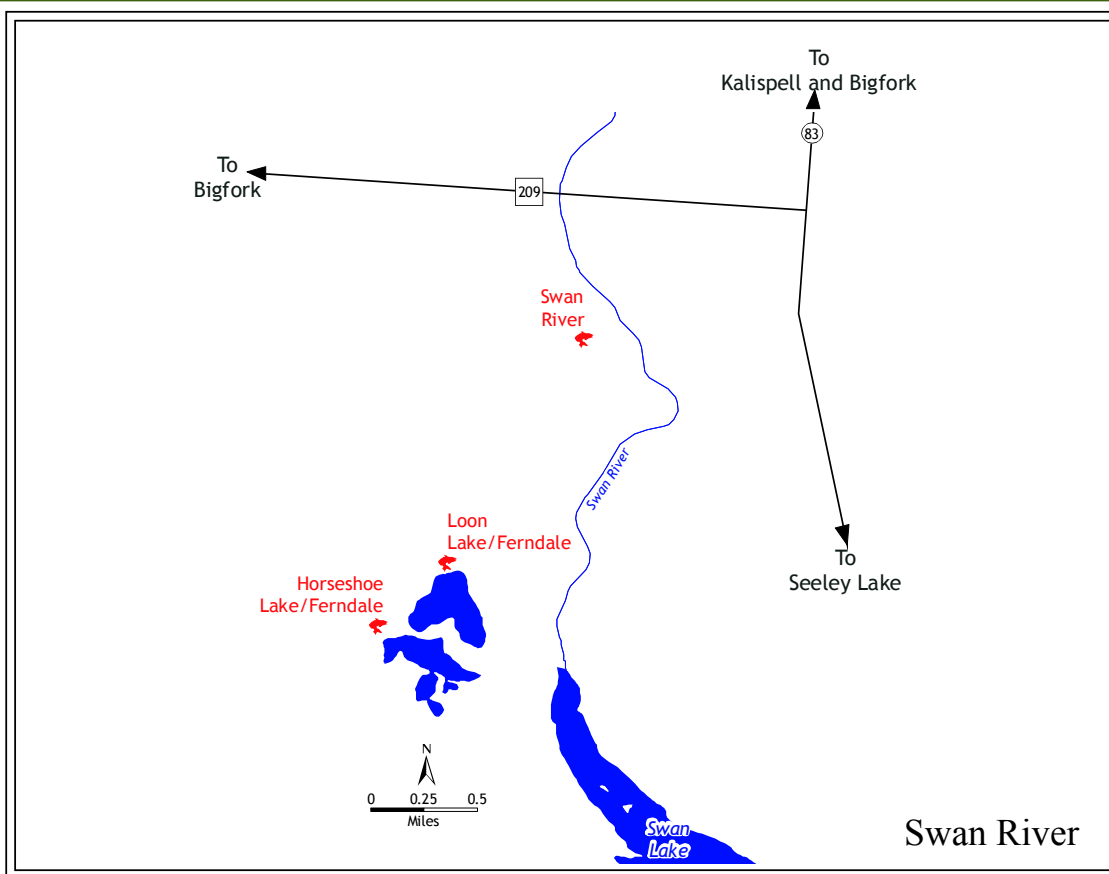 To
Kalispell and Bigfork
83
To
Bigfork
209
Swan
River
Swan River
Loon
Lake/Ferndale
Horseshoe
Lake/Ferndale
To
Seeley Lake
N
0 0.25 0.5
Miles
Swan
Lake
Swan River